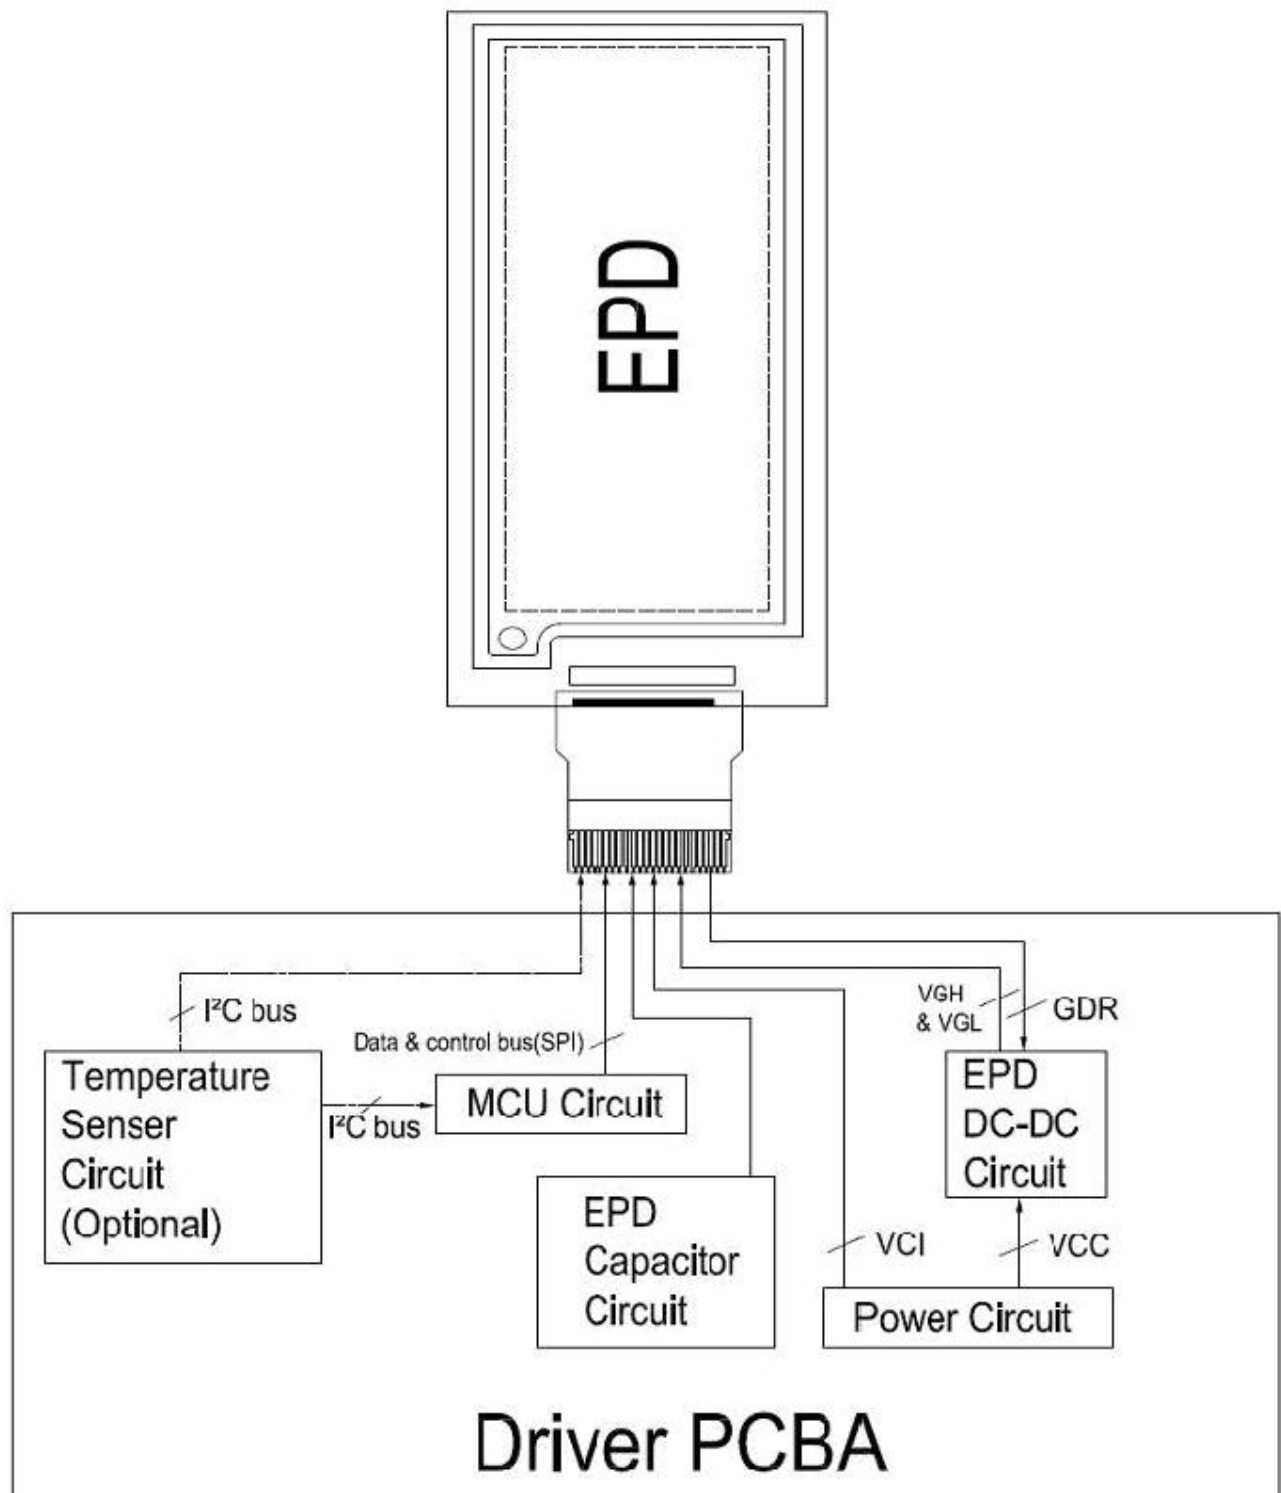 EPD
I²C bus
VGH
& VGL
GDR
Data & control bus(SPI)
Temperature
Senser
Circuit
(Optional)
I²C bus
MCU Circuit
EPD
DC-DC
Circuit
EPD
Capacitor
Circuit
VCI
VCC
Power Circuit
Driver PCBA